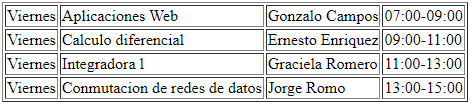 Viernes Aplicaciones Web Gonzalo Campos 07:00-09:00
Viernes Calculo diferencial Ernesto Enriquez 09:00-11:00
Viernes Integradora l Graciela Romero 11:00-13:00
Viernes Conmutacion de redes de datos Jorge Romo 13:00-15:00